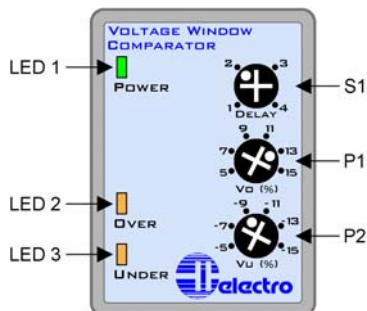 VOLTAGE WINDOW
COMPARATOR
LED 1
POWER
2 3
1 4
DELAY
S1
9 11
7 13
5 15
VO (%)
P1
LED 2
OVER
-9 -11
-7 -13
-5 -15
VU (%)
P2
LED 3
UNDER
electro